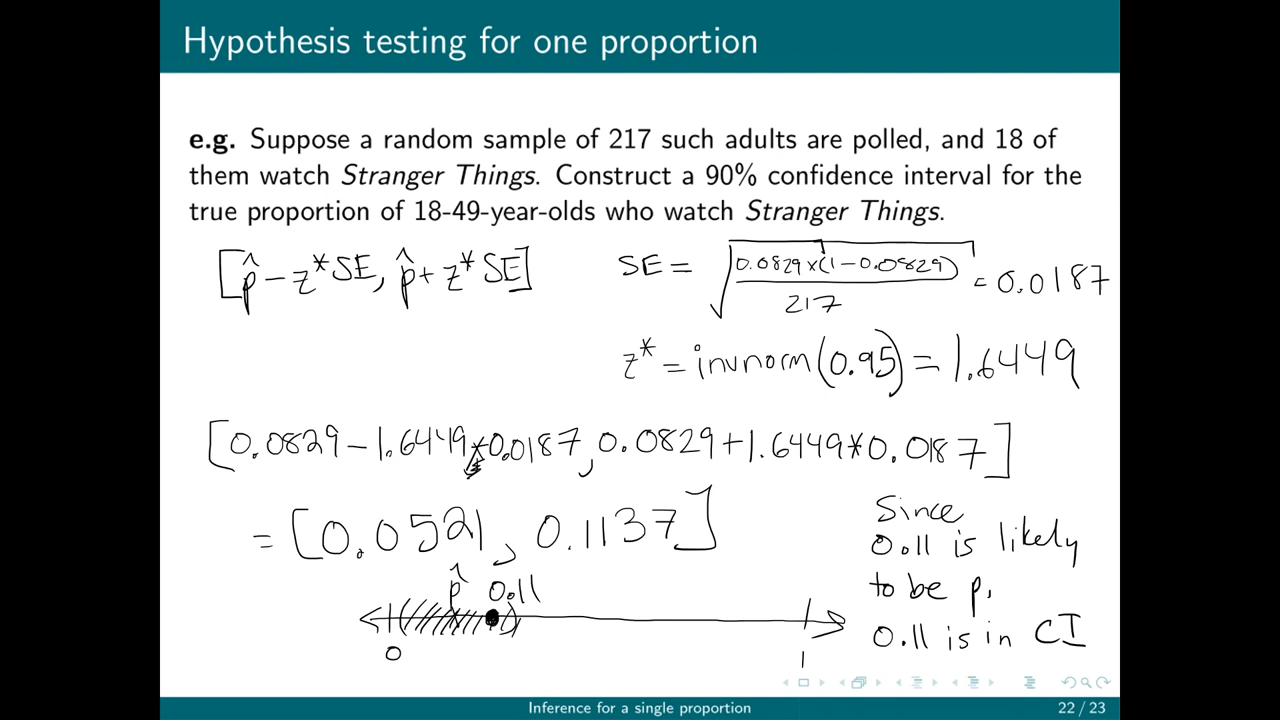 Hypothesis testing for one proportion
e.g. Suppose a random sample of 217 such adults are polled, and 18 of
them watch Stranger Things. Construct a 90% confidence interval for the
true proportion of 18-49-year-olds who watch Stranger Things.
[p̂ - z* SE, p̂ + z* SE]
SE = √(0.0829×(1-0.0829)/217) = 0.0187
z* = invnorm(0.95) = 1.6449
[0.0829 - 1.6449*0.0187, 0.0829 + 1.6449*0.0187]
= [0.0521, 0.1137]
Since
0.11 is likely
to be p,
0.11 is in CI
p̂ 0.11
0 1
Inference for a single proportion 22 / 23